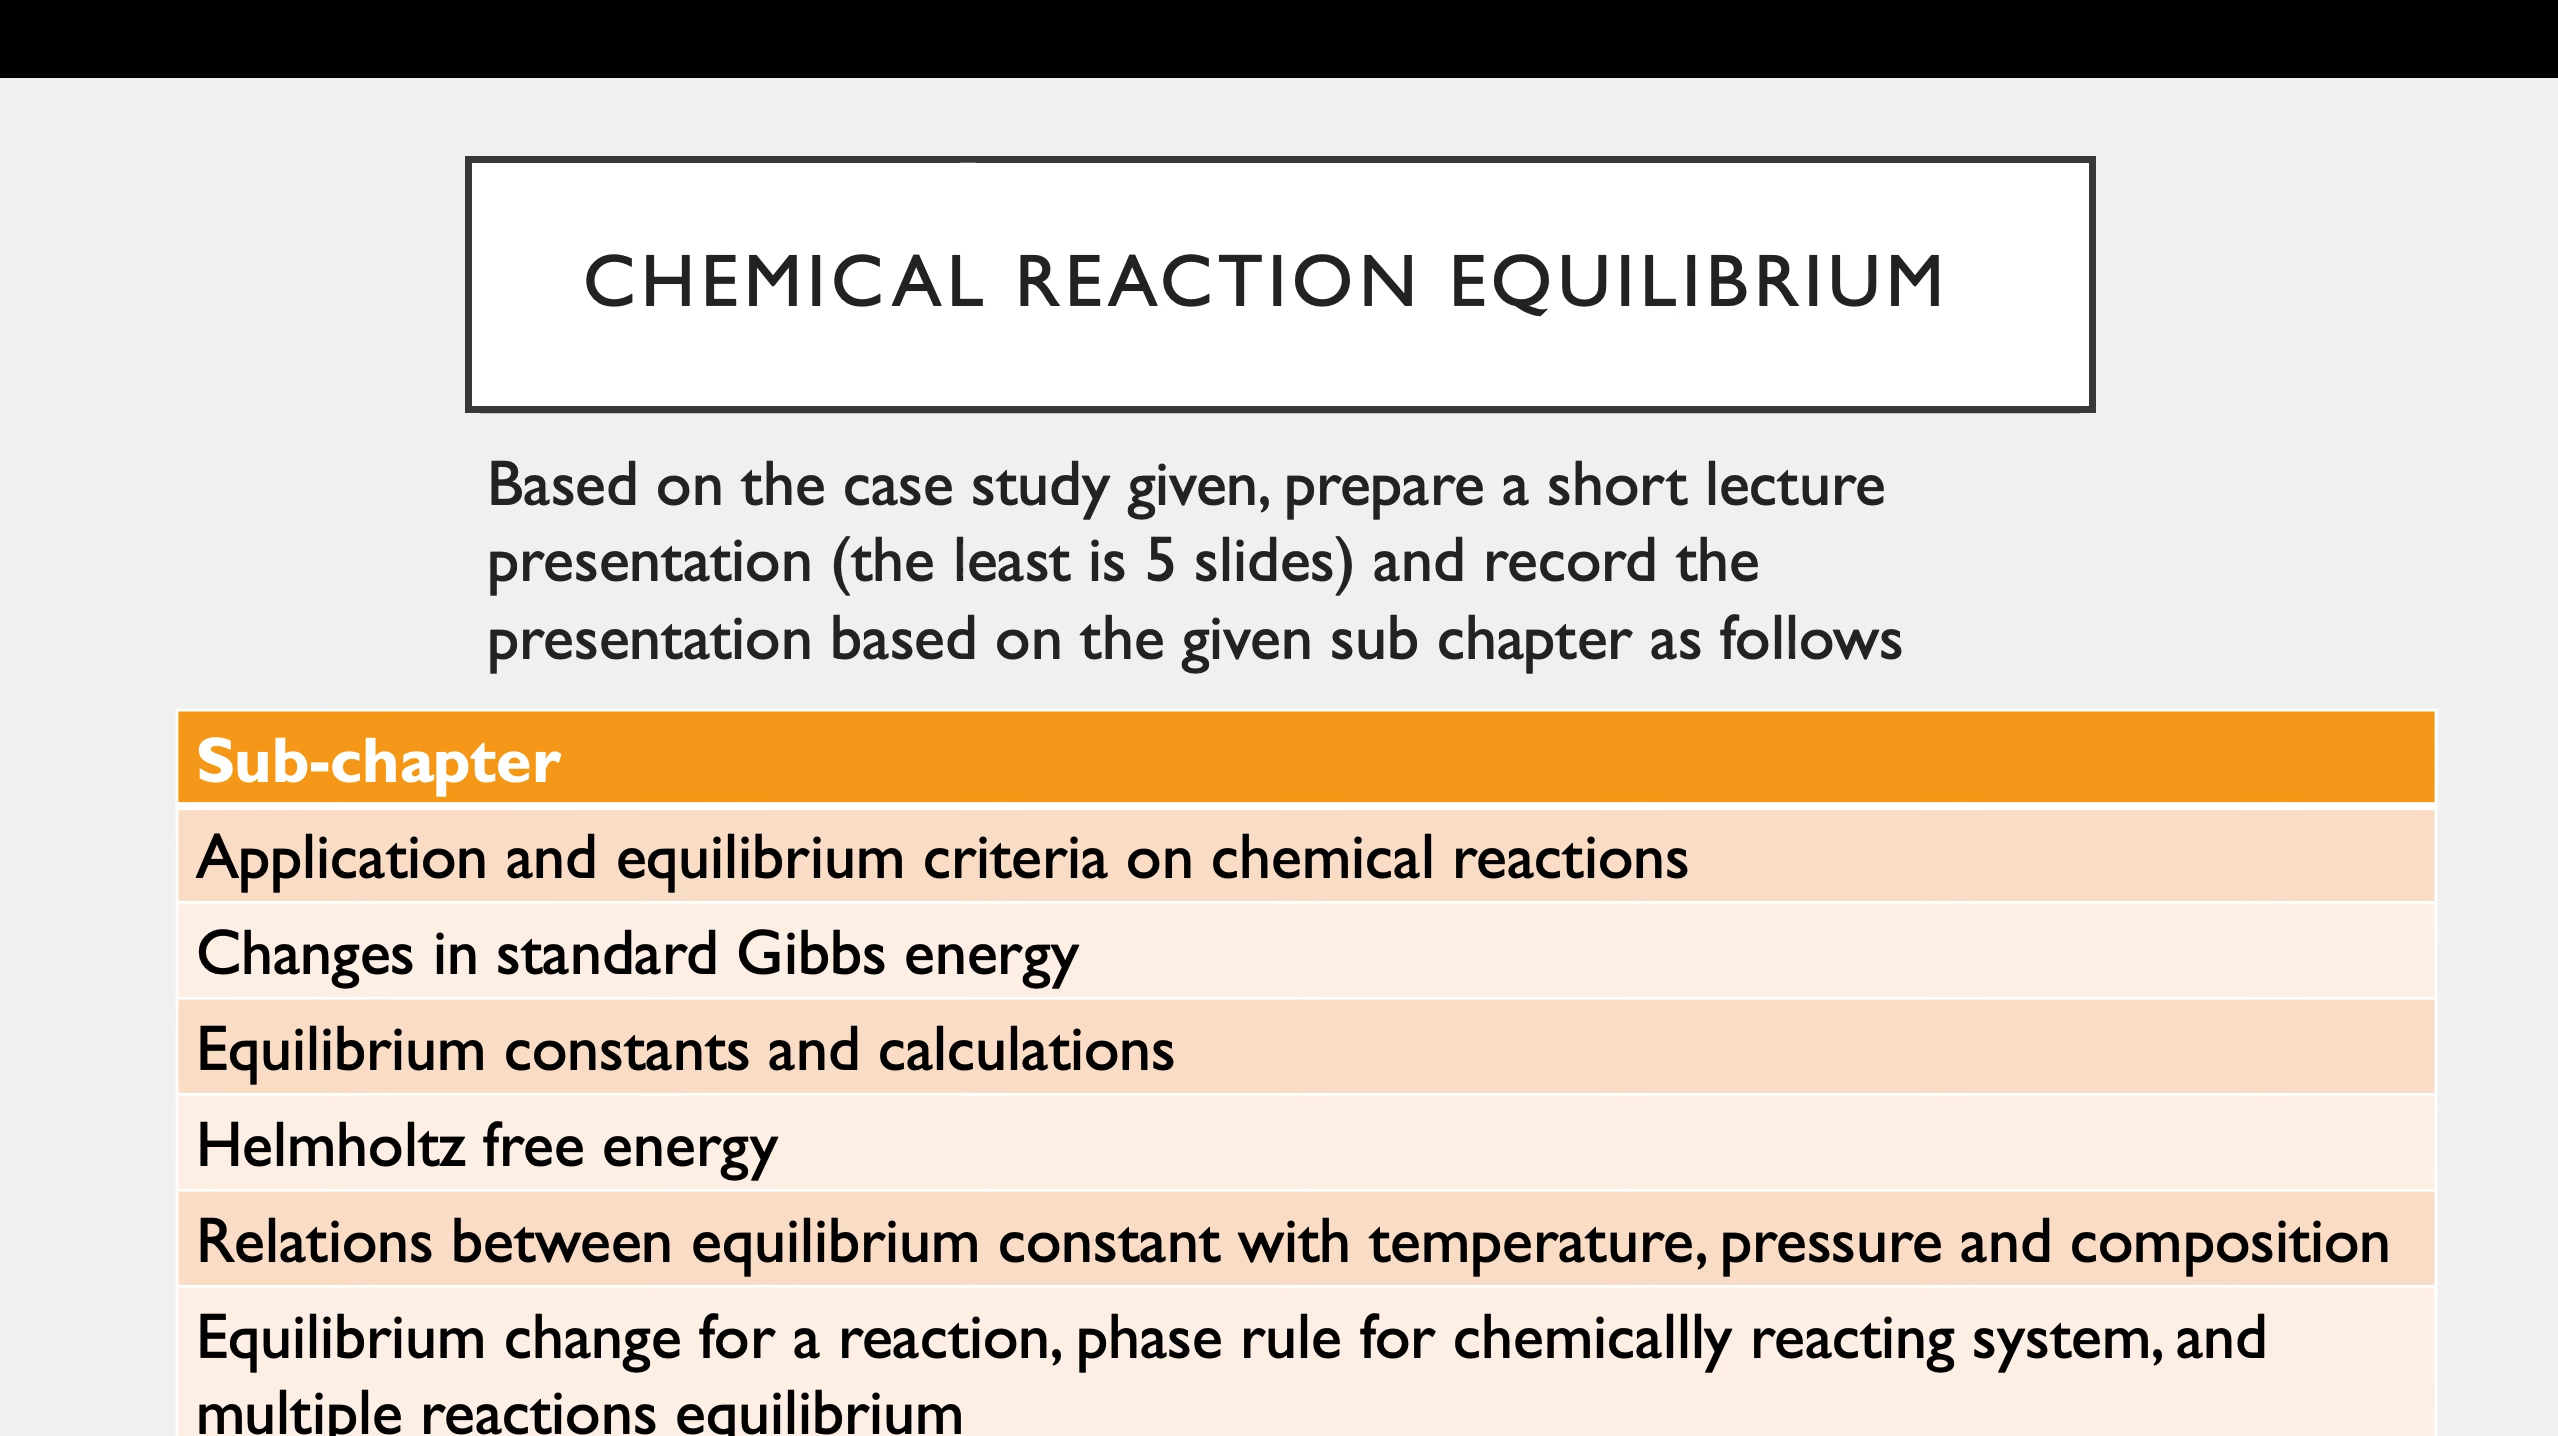 CHEMICAL REACTION EQUILIBRIUM
Based on the case study given, prepare a short lecture
presentation (the least is 5 slides) and record the
presentation based on the given sub chapter as follows
Sub-chapter
Application and equilibrium criteria on chemical reactions
Changes in standard Gibbs energy
Equilibrium constants and calculations
Helmholtz free energy
Relations between equilibrium constant with temperature, pressure and composition
Equilibrium change for a reaction, phase rule for chemicallly reacting system, and
multiple reactions equilibrium